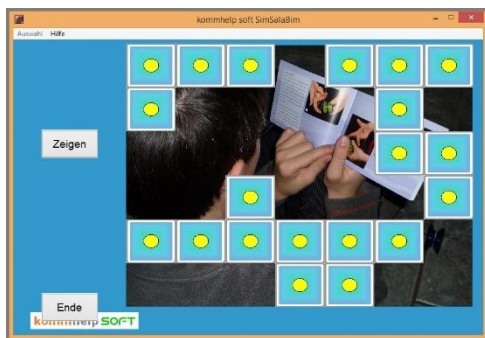 kommhelp soft SimSalaBim
Auswahl Hilfe
Zeigen
Ende
kommhelp SOFT